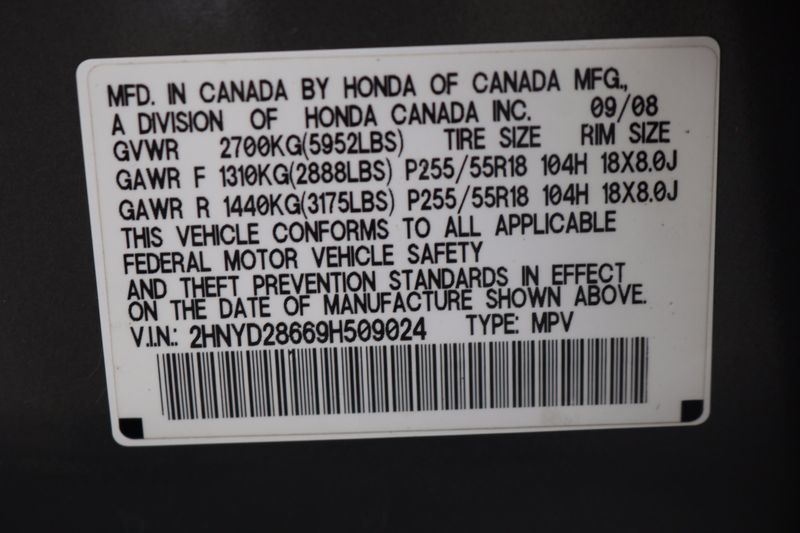 MFD. IN CANADA BY HONDA OF CANADA MFG.,
A DIVISION OF HONDA CANADA INC. 09/08
GVWR 2700KG(5952LBS) TIRE SIZE RIM SIZE
GAWR F 1310KG(2888LBS) P255/55R18 104H 18X8.0J
GAWR R 1440KG(3175LBS) P255/55R18 104H 18X8.0J
THIS VEHICLE CONFORMS TO ALL APPLICABLE
FEDERAL MOTOR VEHICLE SAFETY
AND THEFT PREVENTION STANDARDS IN EFFECT
ON THE DATE OF MANUFACTURE SHOWN ABOVE.
V.I.N.: 2HNYD28669H509024 TYPE: MPV